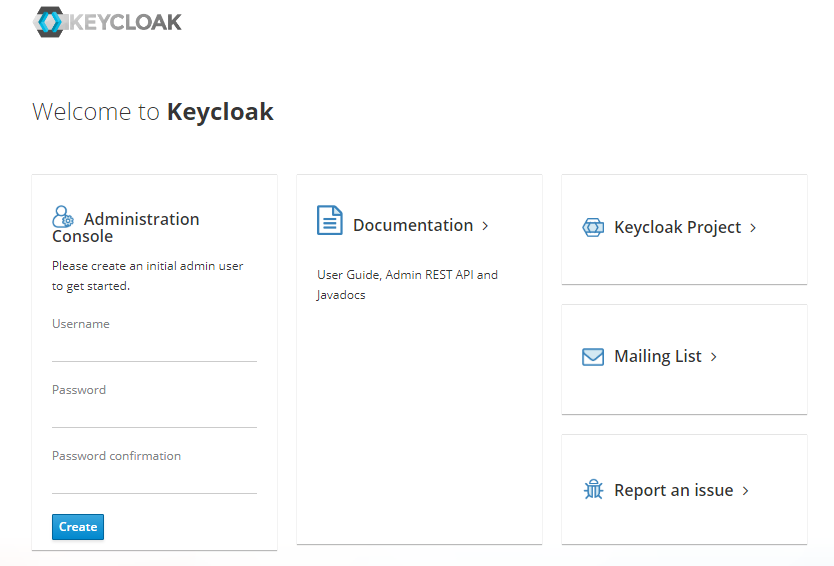 KEYCLOAK
Welcome to Keycloak
Administration
Console
Please create an initial admin user
to get started.
Username
Password
Password confirmation
Create
Documentation
User Guide, Admin REST API and
Javadocs
Keycloak Project
Mailing List
Report an issue